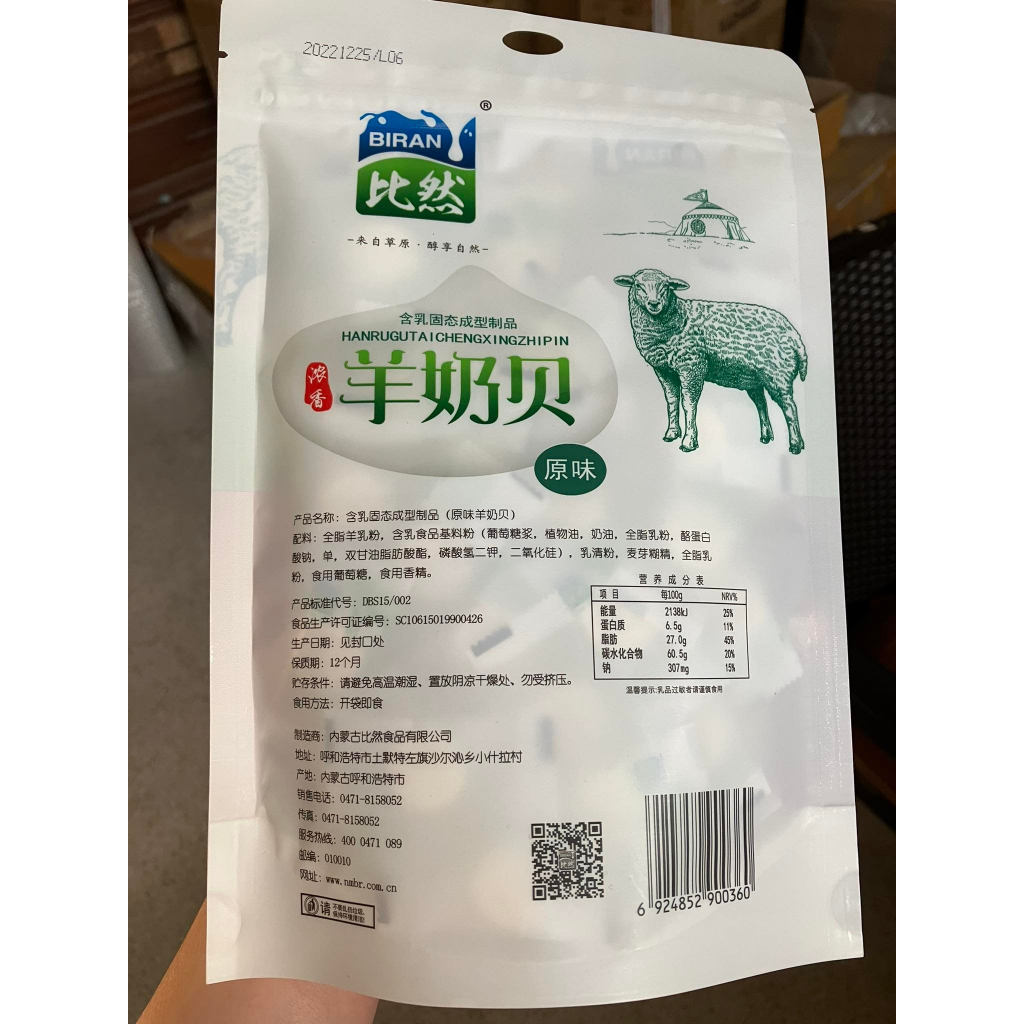 20221225/L06
®
BIRAN
比然
-来自草原·醇享自然-
含乳固态成型制品
HANRUGUTAICHENGXINGZHIPIN
浓香
羊奶贝
原味
产品名称：含乳固态成型制品（原味羊奶贝）
配料：全脂羊乳粉，含乳食品基料粉（葡萄糖浆，植物油，奶油，全脂乳粉，酪蛋白
酸钠，单，双甘油脂肪酸酯，磷酸氢二钾，二氧化硅），乳清粉，麦芽糊精，全脂乳
粉，食用葡萄糖，食用香精。
产品标准代号：DBS15/002
食品生产许可证编号：SC10615019900426
生产日期：见封口处
保质期：12个月
贮存条件：请避免高温潮湿、置放阴凉干燥处、勿受挤压。
食用方法：开袋即食
营养成分表
项目 每100g NRV%
能量 2138kJ 25%
蛋白质 6.5g 11%
脂肪 27.0g 45%
碳水化合物 60.5g 20%
钠 307mg 15%
温馨提示:乳品过敏者请谨慎食用
制造商：内蒙古比然食品有限公司
地址：呼和浩特市土默特左旗沙尔沁乡小什拉村
产地：内蒙古呼和浩特市
销售电话：0471-8158052
传真：0471-8158052
服务热线：400 0471 089
邮编：010010
网址：www.nmbr.com.cn
请
不要乱扔垃圾，
保持环境清洁!
比然
6 924852 900360